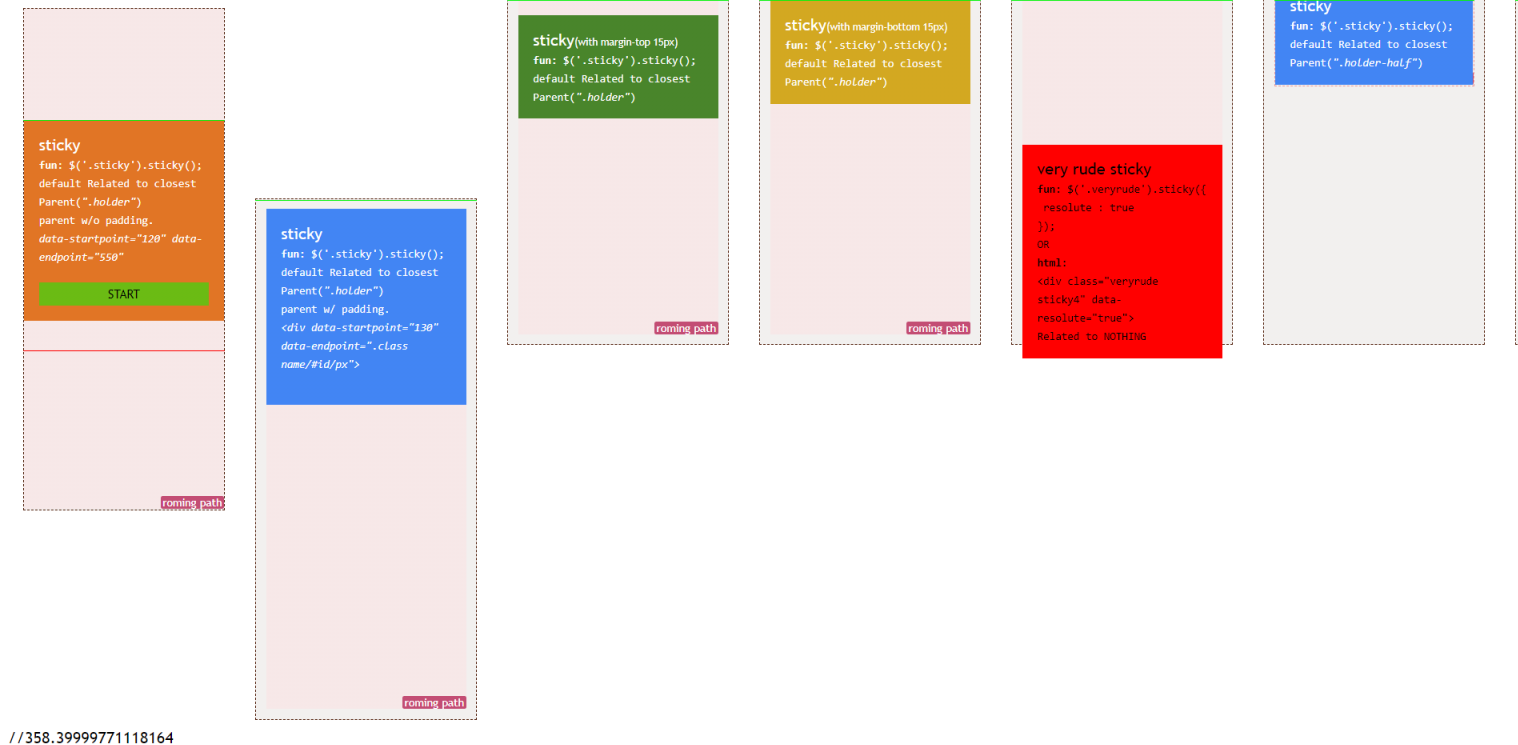 sticky
fun: $('.sticky').sticky();
default Related to closest
Parent(".holder")
parent w/o padding.
data-startpoint="120" data-
endpoint="550"
START
roming path
sticky
fun: $('.sticky').sticky();
default Related to closest
Parent(".holder")
parent w/ padding.
<div data-startpoint="130"
data-endpoint=".class
name/#id/px">
roming path
sticky(with margin-top 15px)
fun: $('.sticky').sticky();
default Related to closest
Parent(".holder")
roming path
sticky(with margin-bottom 15px)
fun: $('.sticky').sticky();
default Related to closest
Parent(".holder")
roming path
very rude sticky
fun: $('.veryrude').sticky({
resolute : true
});
OR
html:
<div class="veryrude
sticky4" data-
resolute="true">
Related to NOTHING
sticky
fun: $('.sticky').sticky();
default Related to closest
Parent(".holder-half")
//358.39999771118164